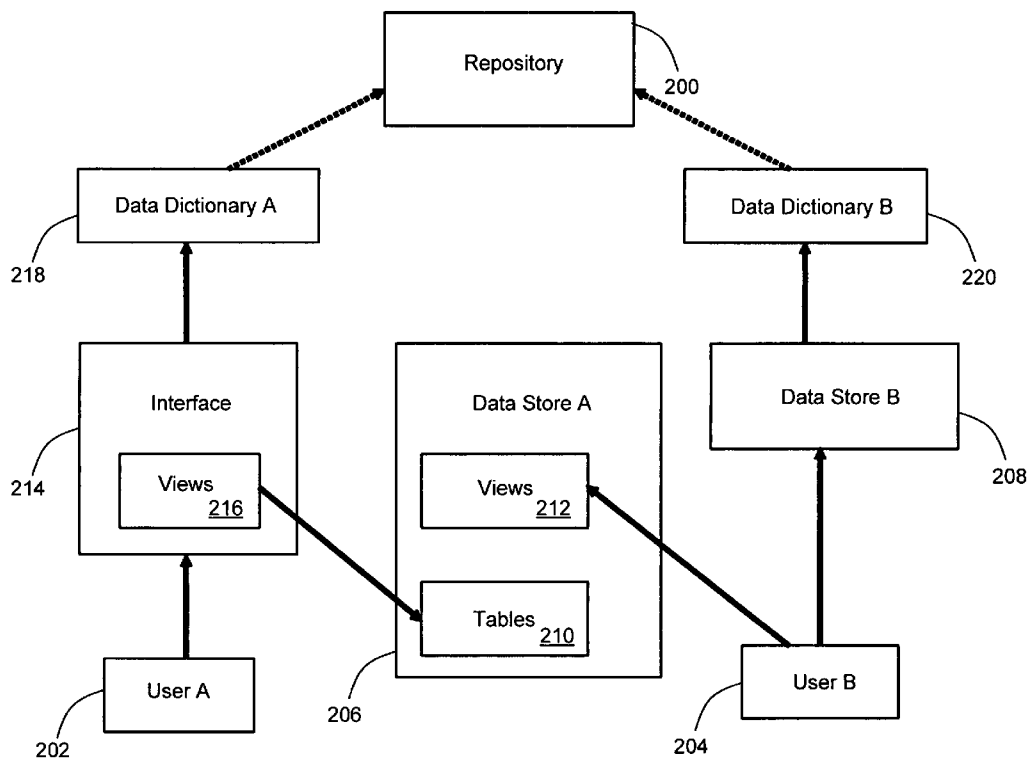 Repository
200
Data Dictionary A
Data Dictionary B
218
220
Interface
Data Store A
Data Store B
214
Views
216
Views
212
208
Tables
210
User A
User B
206
202
204